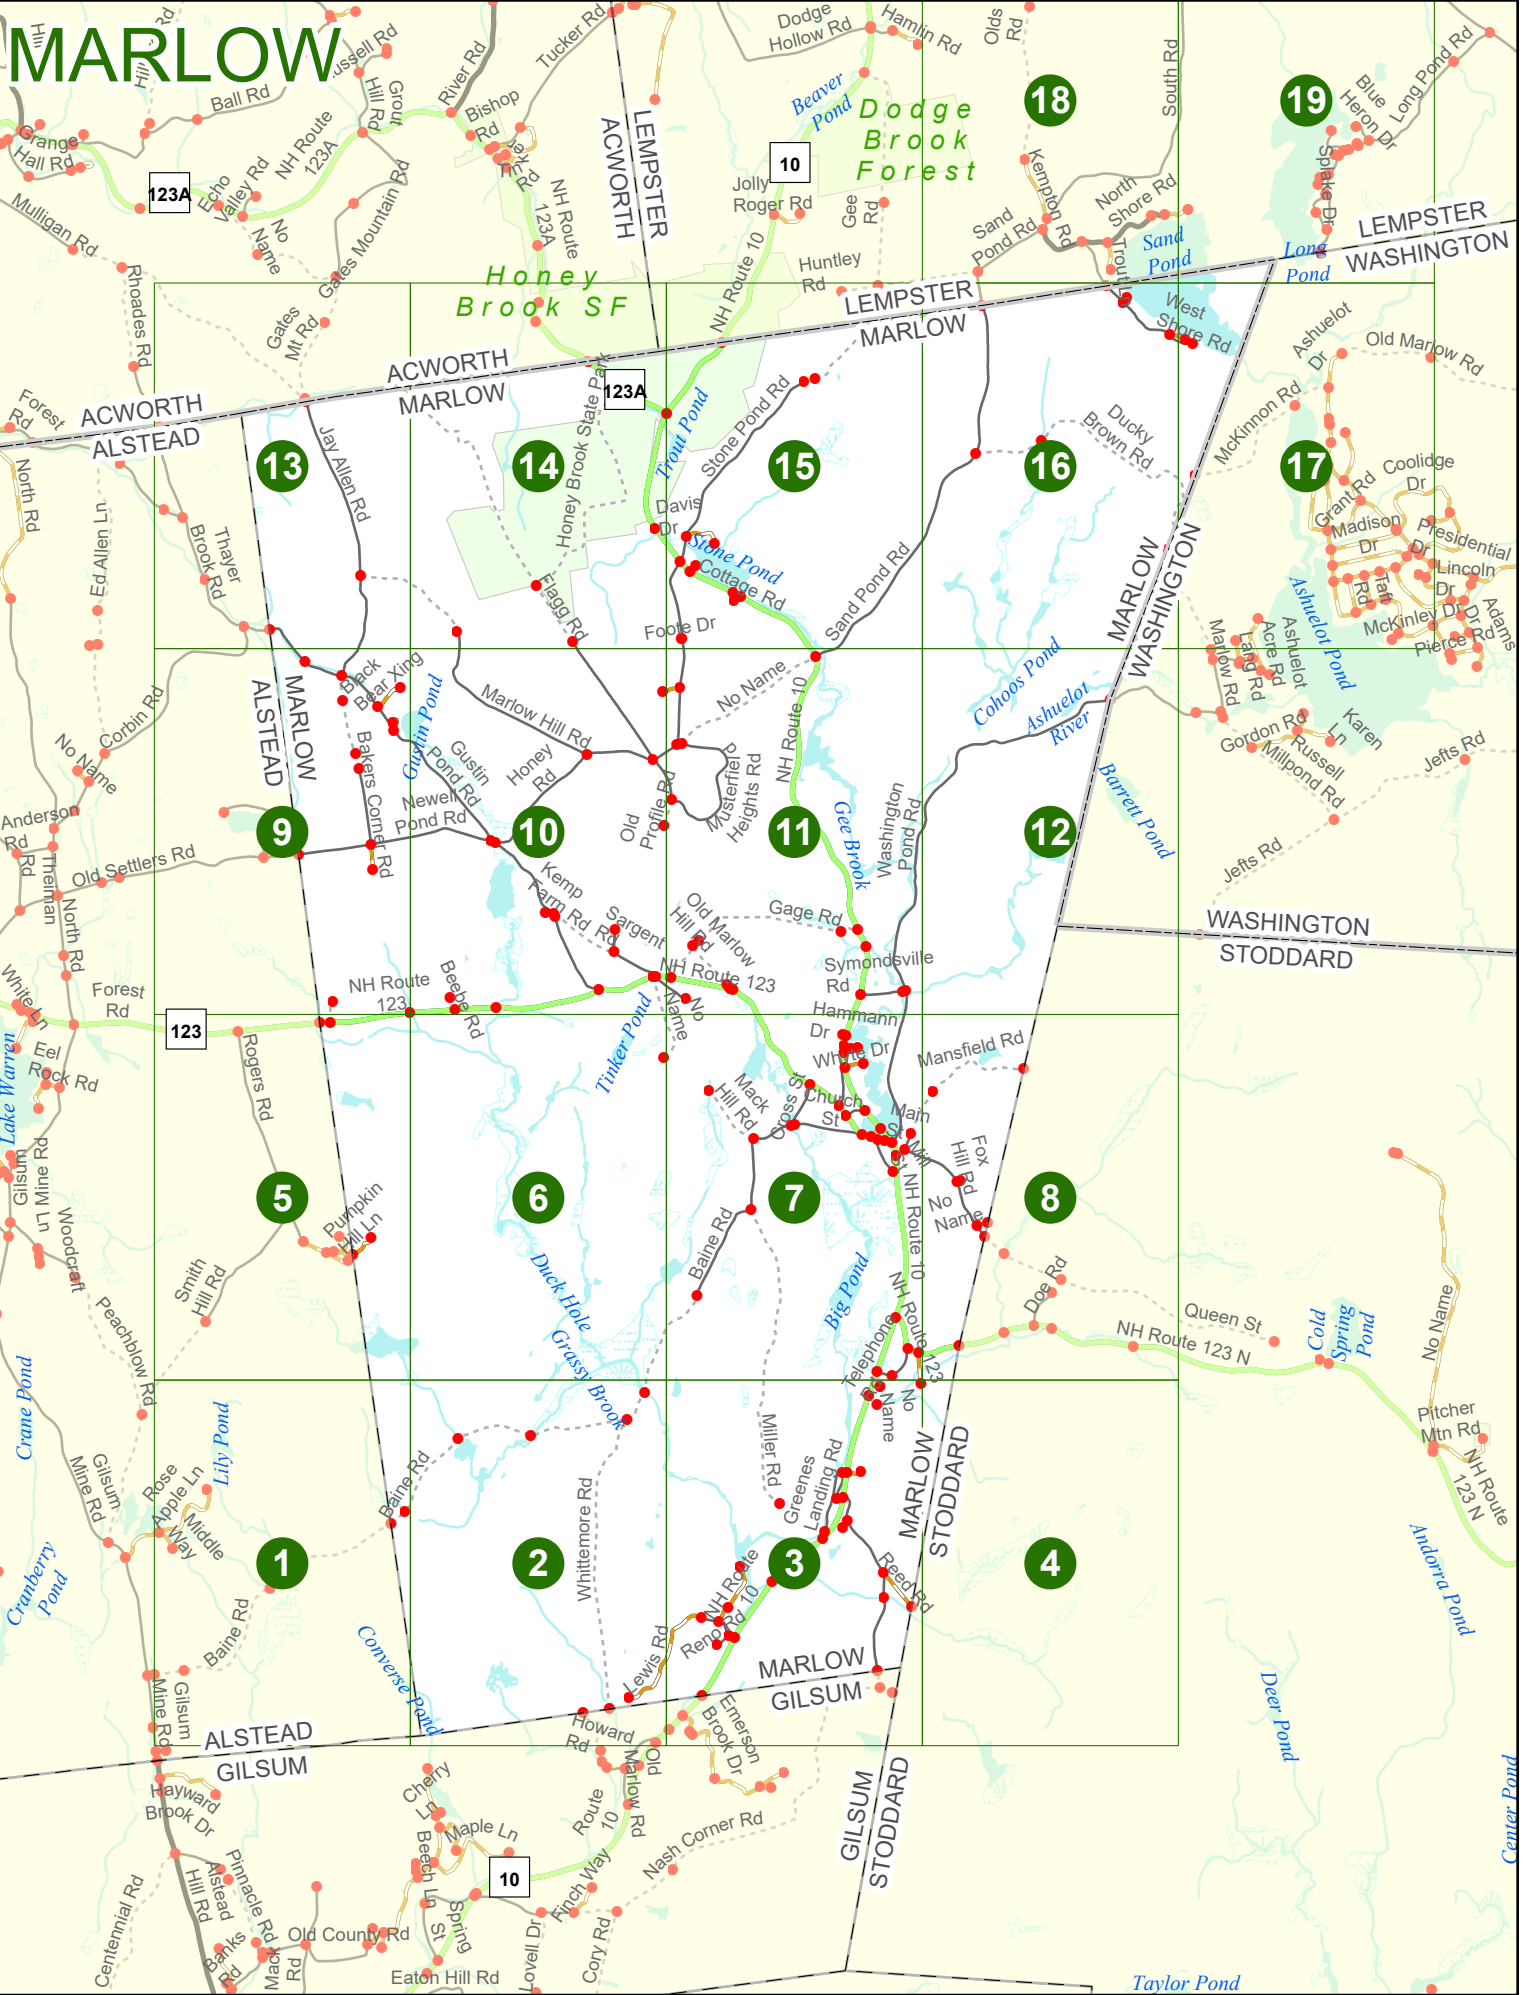 MARLOW
Russell Rd
Hill Rd
Grout
Ball Rd
River Rd
Tucker Rd
Bishop
Rd
Dodge
Hollow Rd
Hamlin Rd
Olds
Rd
South Rd
Blue
Heron Dr
Long Pond Rd
Beaver
Pond
Dodge
Brook
Forest
18
19
Grange
Hall Rd
NH Route
123A
123A
Echo
Valley Rd
No
Name
NH Route
123A
ACWORTH
LEMPSTER
10
Jolly
Roger Rd
Gee
Rd
Kempton Rd
North
Shore Rd
Splake Dr
Mulligan Rd
Gates Mountain Rd
Sand
Pond Rd
Sand
Pond
Long
Pond
LEMPSTER
WASHINGTON
Honey
Brook SF
Huntley
Rd
NH Route 10
LEMPSTER
MARLOW
West
Shore Rd
Rhoades Rd
Gates
Mt Rd
Ashuelot
Dr
Old Marlow Rd
ACWORTH
MARLOW
123A
Honey Brook State Park
Trout Pond
Stone Pond Rd
Ducky
Brown Rd
McKinnon Rd
Forest
Rd
ACWORTH
ALSTEAD
13
14
15
16
17
Jay Allen Rd
North Rd
Ed Allen Ln
Thayer
Brook Rd
Davis
Dr
Stone Pond
Cottage Rd
Sand Pond Rd
Coolidge
Dr
Grant Rd
Madison
Dr
Presidential
Dr
Lincoln
Dr
Taft
Rd
McKinley Dr
Adams
Dr
Pierce Rd
Flagg Rd
Foote Dr
MARLOW
WASHINGTON
Ashuelot Pond
Marlow Rd
Lang Rd
Acre Rd
Ashuelot
ALSTEAD
MARLOW
Black
Bear Xing
Gustin Pond
Marlow Hill Rd
No Name
NH Route 10
Cohoos Pond
Ashuelot
River
Corbin Rd
No Name
Gordon Rd
Millpond Rd
Russell
Ln
Karen
Jefts Rd
Bakers Corner Rd
Gustin
Pond Rd
Honey
Rd
Newell
Pond Rd
Old
Profile Rd
Musterfield
Heights Rd
Gee Brook
Washington
Pond Rd
Barrett Pond
Anderson
Rd
9
10
11
12
Old Settlers Rd
Jefts Rd
Rd
Theiman
North Rd
Kemp
Farm Rd
Sargent
Rd
Old Marlow
Hill Rd
Gage Rd
WASHINGTON
STODDARD
White Ln
Forest
Rd
123
NH Route
123
Beebe Rd
Tinker Pond
No
Name
NH Route 123
Symondsville
Rd
Hammann
Dr
Whyte Dr
Mansfield Rd
Lake Warren
Eel
Rock Rd
Rogers Rd
Mack
Hill Rd
Cross St
Church
St
Main
St
Mill
St
Fox
Hill Rd
No
Name
Gilsum
Ln Mine Rd
Woodcraft
5
6
7
8
Pumpkin
Hill Ln
Smith
Hill Rd
Peachblow Rd
Duck Hole
Grassy Brook
Baine Rd
Big Pond
NH Route 10
NH Route 123
Telephone
Rd
No
Name
Doe Rd
Queen St
NH Route 123 N
Cold
Spring
Pond
No Name
Crane Pond
Lily Pond
Pitcher
Mtn Rd
NH Route
123 N
Gilsum
Mine Rd
Rose
Apple Ln
Middle
Way
Baine Rd
Whittemore Rd
Miller Rd
Greenes
Landing Rd
MARLOW
STODDARD
Cranberry
Pond
1
2
3
4
Andorra Pond
Baine Rd
NH Route
10
Reno Rd
Lewis Rd
Reed Rd
Converse Pond
MARLOW
GILSUM
Gilsum
Mine Rd
Deer Pond
ALSTEAD
GILSUM
Howard
Rd
Emerson
Brook Dr
Hayward
Brook Dr
Cherry
Ln
Route
10
Old
Marlow Rd
GILSUM
STODDARD
Center Pond
Maple Ln
Beech Ln
Nash Corner Rd
10
Centennial Rd
Alstead
Hill Rd
Pinnacle Rd
Banks
Rd
Mack
Rd
Old County Rd
Spring
St
Eaton Hill Rd
Lovell Dr
Finch Way
Cory Rd
Taylor Pond